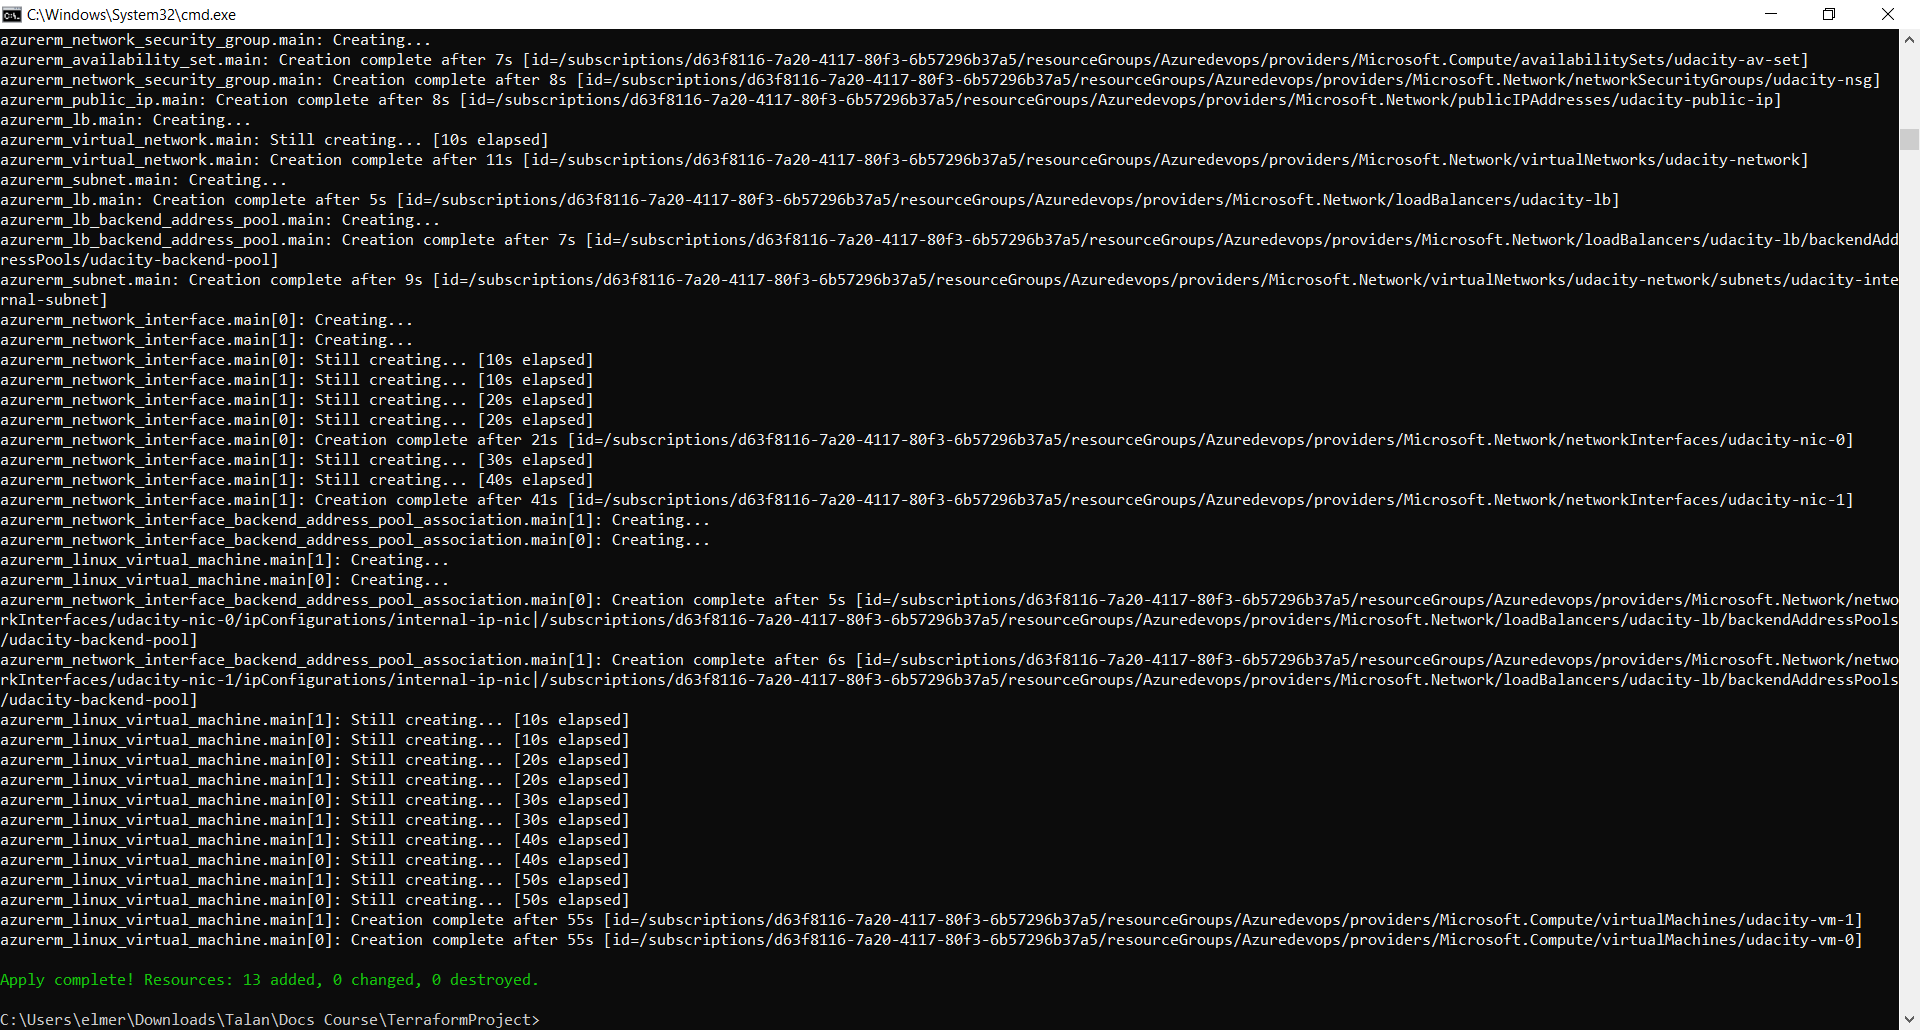 C:\Windows\System32\cmd.exe
azurerm_network_security_group.main: Creating...
azurerm_availability_set.main: Creation complete after 7s [id=/subscriptions/d63f8116-7a20-4117-80f3-6b57296b37a5/resourceGroups/Azuredevops/providers/Microsoft.Compute/availabilitySets/udacity-av-set]
azurerm_network_security_group.main: Creation complete after 8s [id=/subscriptions/d63f8116-7a20-4117-80f3-6b57296b37a5/resourceGroups/Azuredevops/providers/Microsoft.Network/networkSecurityGroups/udacity-nsg]
azurerm_public_ip.main: Creation complete after 8s [id=/subscriptions/d63f8116-7a20-4117-80f3-6b57296b37a5/resourceGroups/Azuredevops/providers/Microsoft.Network/publicIPAddresses/udacity-public-ip]
azurerm_lb.main: Creating...
azurerm_virtual_network.main: Still creating... [10s elapsed]
azurerm_virtual_network.main: Creation complete after 11s [id=/subscriptions/d63f8116-7a20-4117-80f3-6b57296b37a5/resourceGroups/Azuredevops/providers/Microsoft.Network/virtualNetworks/udacity-network]
azurerm_subnet.main: Creating...
azurerm_lb.main: Creation complete after 5s [id=/subscriptions/d63f8116-7a20-4117-80f3-6b57296b37a5/resourceGroups/Azuredevops/providers/Microsoft.Network/loadBalancers/udacity-lb]
azurerm_lb_backend_address_pool.main: Creating...
azurerm_lb_backend_address_pool.main: Creation complete after 7s [id=/subscriptions/d63f8116-7a20-4117-80f3-6b57296b37a5/resourceGroups/Azuredevops/providers/Microsoft.Network/loadBalancers/udacity-lb/backendAdd
ressPools/udacity-backend-pool]
azurerm_subnet.main: Creation complete after 9s [id=/subscriptions/d63f8116-7a20-4117-80f3-6b57296b37a5/resourceGroups/Azuredevops/providers/Microsoft.Network/virtualNetworks/udacity-network/subnets/udacity-inte
rnal-subnet]
azurerm_network_interface.main[0]: Creating...
azurerm_network_interface.main[1]: Creating...
azurerm_network_interface.main[0]: Still creating... [10s elapsed]
azurerm_network_interface.main[1]: Still creating... [10s elapsed]
azurerm_network_interface.main[1]: Still creating... [20s elapsed]
azurerm_network_interface.main[0]: Still creating... [20s elapsed]
azurerm_network_interface.main[0]: Creation complete after 21s [id=/subscriptions/d63f8116-7a20-4117-80f3-6b57296b37a5/resourceGroups/Azuredevops/providers/Microsoft.Network/networkInterfaces/udacity-nic-0]
azurerm_network_interface.main[1]: Still creating... [30s elapsed]
azurerm_network_interface.main[1]: Still creating... [40s elapsed]
azurerm_network_interface.main[1]: Creation complete after 41s [id=/subscriptions/d63f8116-7a20-4117-80f3-6b57296b37a5/resourceGroups/Azuredevops/providers/Microsoft.Network/networkInterfaces/udacity-nic-1]
azurerm_network_interface_backend_address_pool_association.main[1]: Creating...
azurerm_network_interface_backend_address_pool_association.main[0]: Creating...
azurerm_linux_virtual_machine.main[1]: Creating...
azurerm_linux_virtual_machine.main[0]: Creating...
azurerm_network_interface_backend_address_pool_association.main[0]: Creation complete after 5s [id=/subscriptions/d63f8116-7a20-4117-80f3-6b57296b37a5/resourceGroups/Azuredevops/providers/Microsoft.Network/netwo
rkInterfaces/udacity-nic-0/ipConfigurations/internal-ip-nic|/subscriptions/d63f8116-7a20-4117-80f3-6b57296b37a5/resourceGroups/Azuredevops/providers/Microsoft.Network/loadBalancers/udacity-lb/backendAddressPools
/udacity-backend-pool]
azurerm_network_interface_backend_address_pool_association.main[1]: Creation complete after 6s [id=/subscriptions/d63f8116-7a20-4117-80f3-6b57296b37a5/resourceGroups/Azuredevops/providers/Microsoft.Network/netwo
rkInterfaces/udacity-nic-1/ipConfigurations/internal-ip-nic|/subscriptions/d63f8116-7a20-4117-80f3-6b57296b37a5/resourceGroups/Azuredevops/providers/Microsoft.Network/loadBalancers/udacity-lb/backendAddressPools
/udacity-backend-pool]
azurerm_linux_virtual_machine.main[1]: Still creating... [10s elapsed]
azurerm_linux_virtual_machine.main[0]: Still creating... [10s elapsed]
azurerm_linux_virtual_machine.main[0]: Still creating... [20s elapsed]
azurerm_linux_virtual_machine.main[1]: Still creating... [20s elapsed]
azurerm_linux_virtual_machine.main[0]: Still creating... [30s elapsed]
azurerm_linux_virtual_machine.main[1]: Still creating... [30s elapsed]
azurerm_linux_virtual_machine.main[1]: Still creating... [40s elapsed]
azurerm_linux_virtual_machine.main[0]: Still creating... [40s elapsed]
azurerm_linux_virtual_machine.main[1]: Still creating... [50s elapsed]
azurerm_linux_virtual_machine.main[0]: Still creating... [50s elapsed]
azurerm_linux_virtual_machine.main[1]: Creation complete after 55s [id=/subscriptions/d63f8116-7a20-4117-80f3-6b57296b37a5/resourceGroups/Azuredevops/providers/Microsoft.Compute/virtualMachines/udacity-vm-1]
azurerm_linux_virtual_machine.main[0]: Creation complete after 55s [id=/subscriptions/d63f8116-7a20-4117-80f3-6b57296b37a5/resourceGroups/Azuredevops/providers/Microsoft.Compute/virtualMachines/udacity-vm-0]
Apply complete! Resources: 13 added, 0 changed, 0 destroyed.
C:\Users\elmer\Downloads\Talan\Docs Course\TerraformProject>